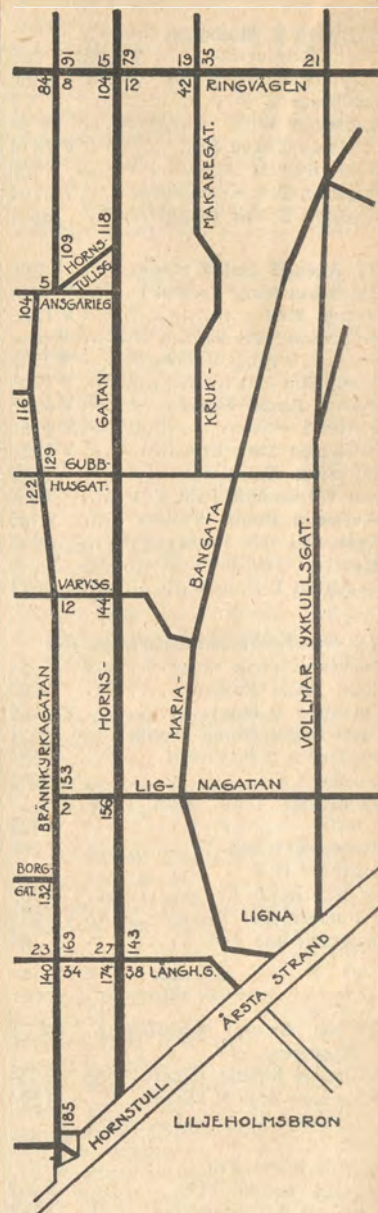 84 91 15 79 19 35 21
8 104 12 42 RINGVÄGEN
MAKAREGAT.
109 HORNS- 118
TULLSG
5
104 ANSGARIEG.
GATAN
KRUK-
116
129 GUBB-
122 HUSGAT.
BANGATA
VOLLMAR YXKULLSGAT.
VARVSG.
12 144
BRÄNNKYRKAGATAN
HORNS-
MARIA-
153 LIG- NAGATAN
2 156
BORG-
GAT. 132
LIGNA
23 169 27 143
140 34 174 38 LÅNGH.G.
ÅRSTA STRAND
185
HORNSTULL
LILJEHOLMSBRON